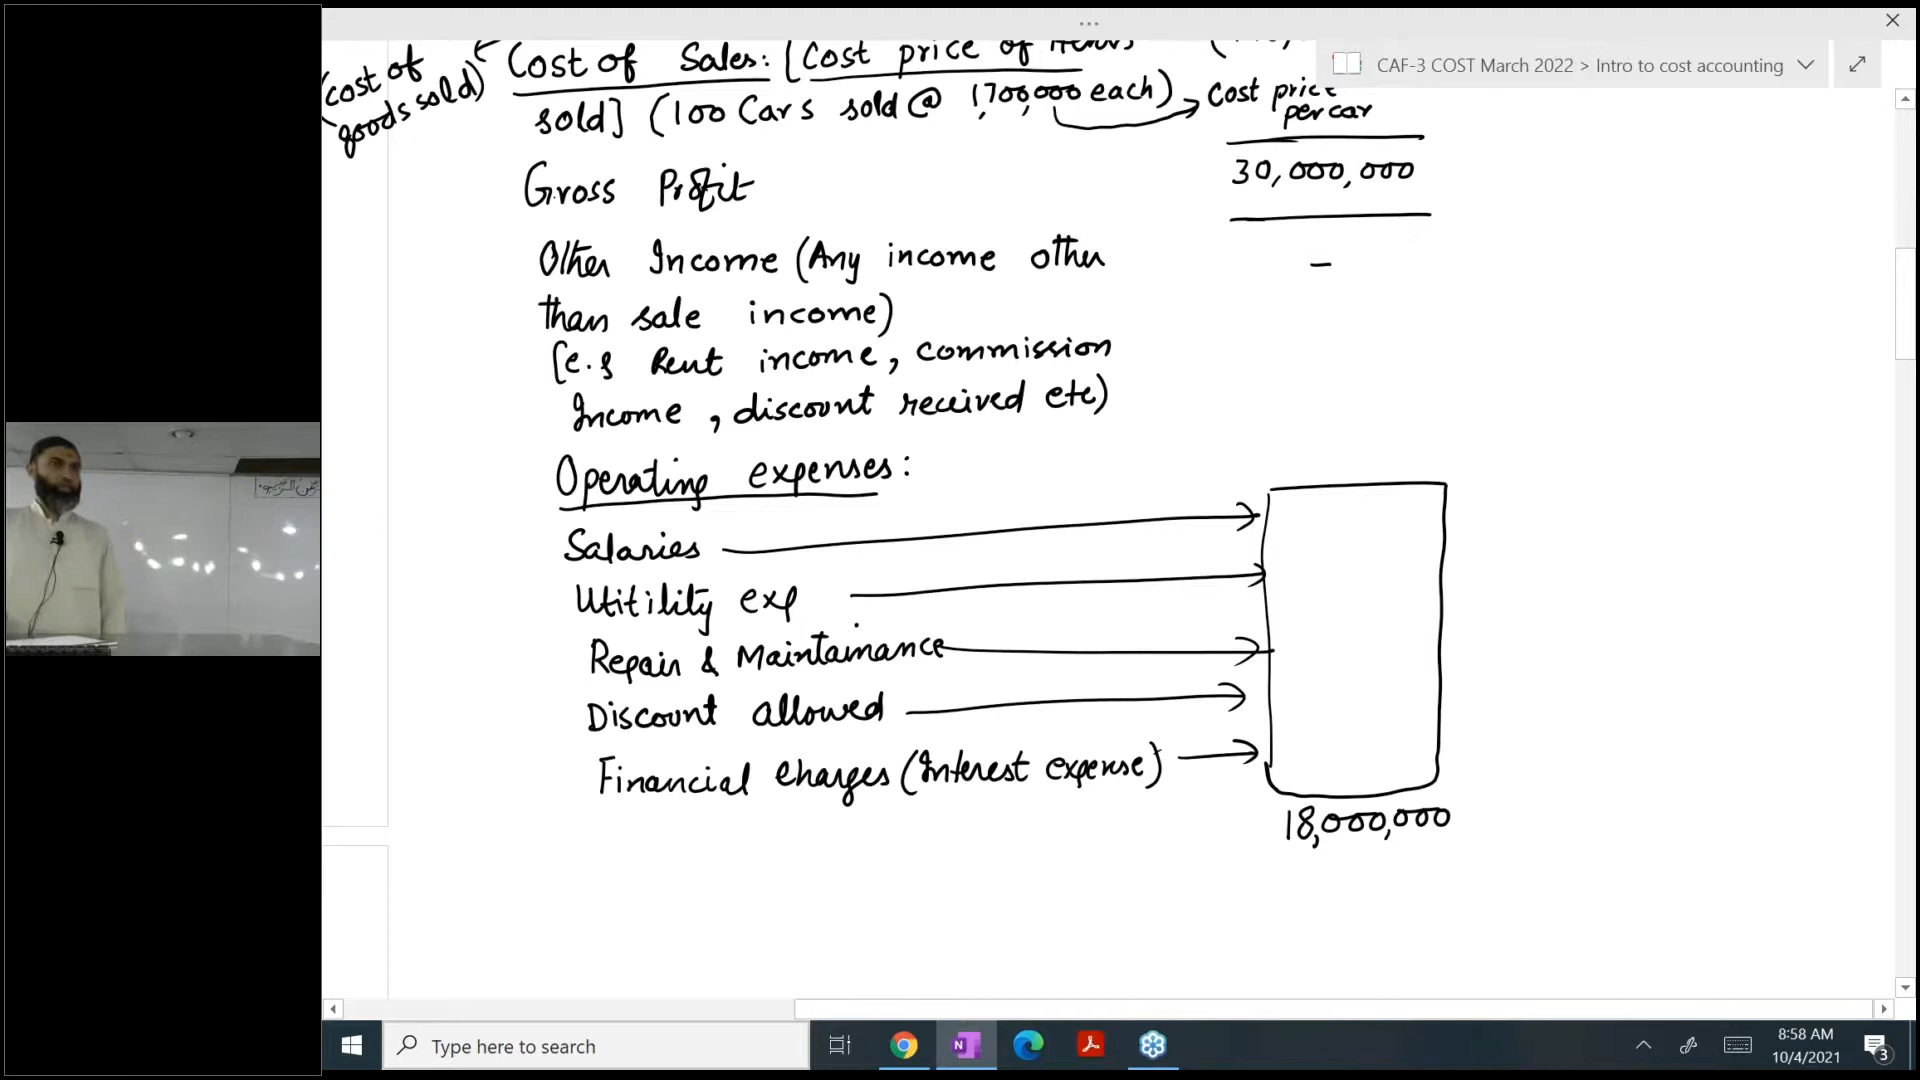 CAF-3 COST March 2022 > Intro to cost accounting
(cost of
goods sold)
Cost of Sales: [Cost price of items
sold] (100 Cars sold @ 1,700,000 each)
Cost price
per car
Gross Profit
30,000,000
Other Income (Any income other
–
than sale income)
[e.g Rent income, commission
Income, discount received etc)
Operating expenses:
Salaries
Utitility exp
Repair & Maintainance
Discount allowed
Financial charges (Interest expense)
18,000,000
Type here to search
8:58 AM
10/4/2021
3